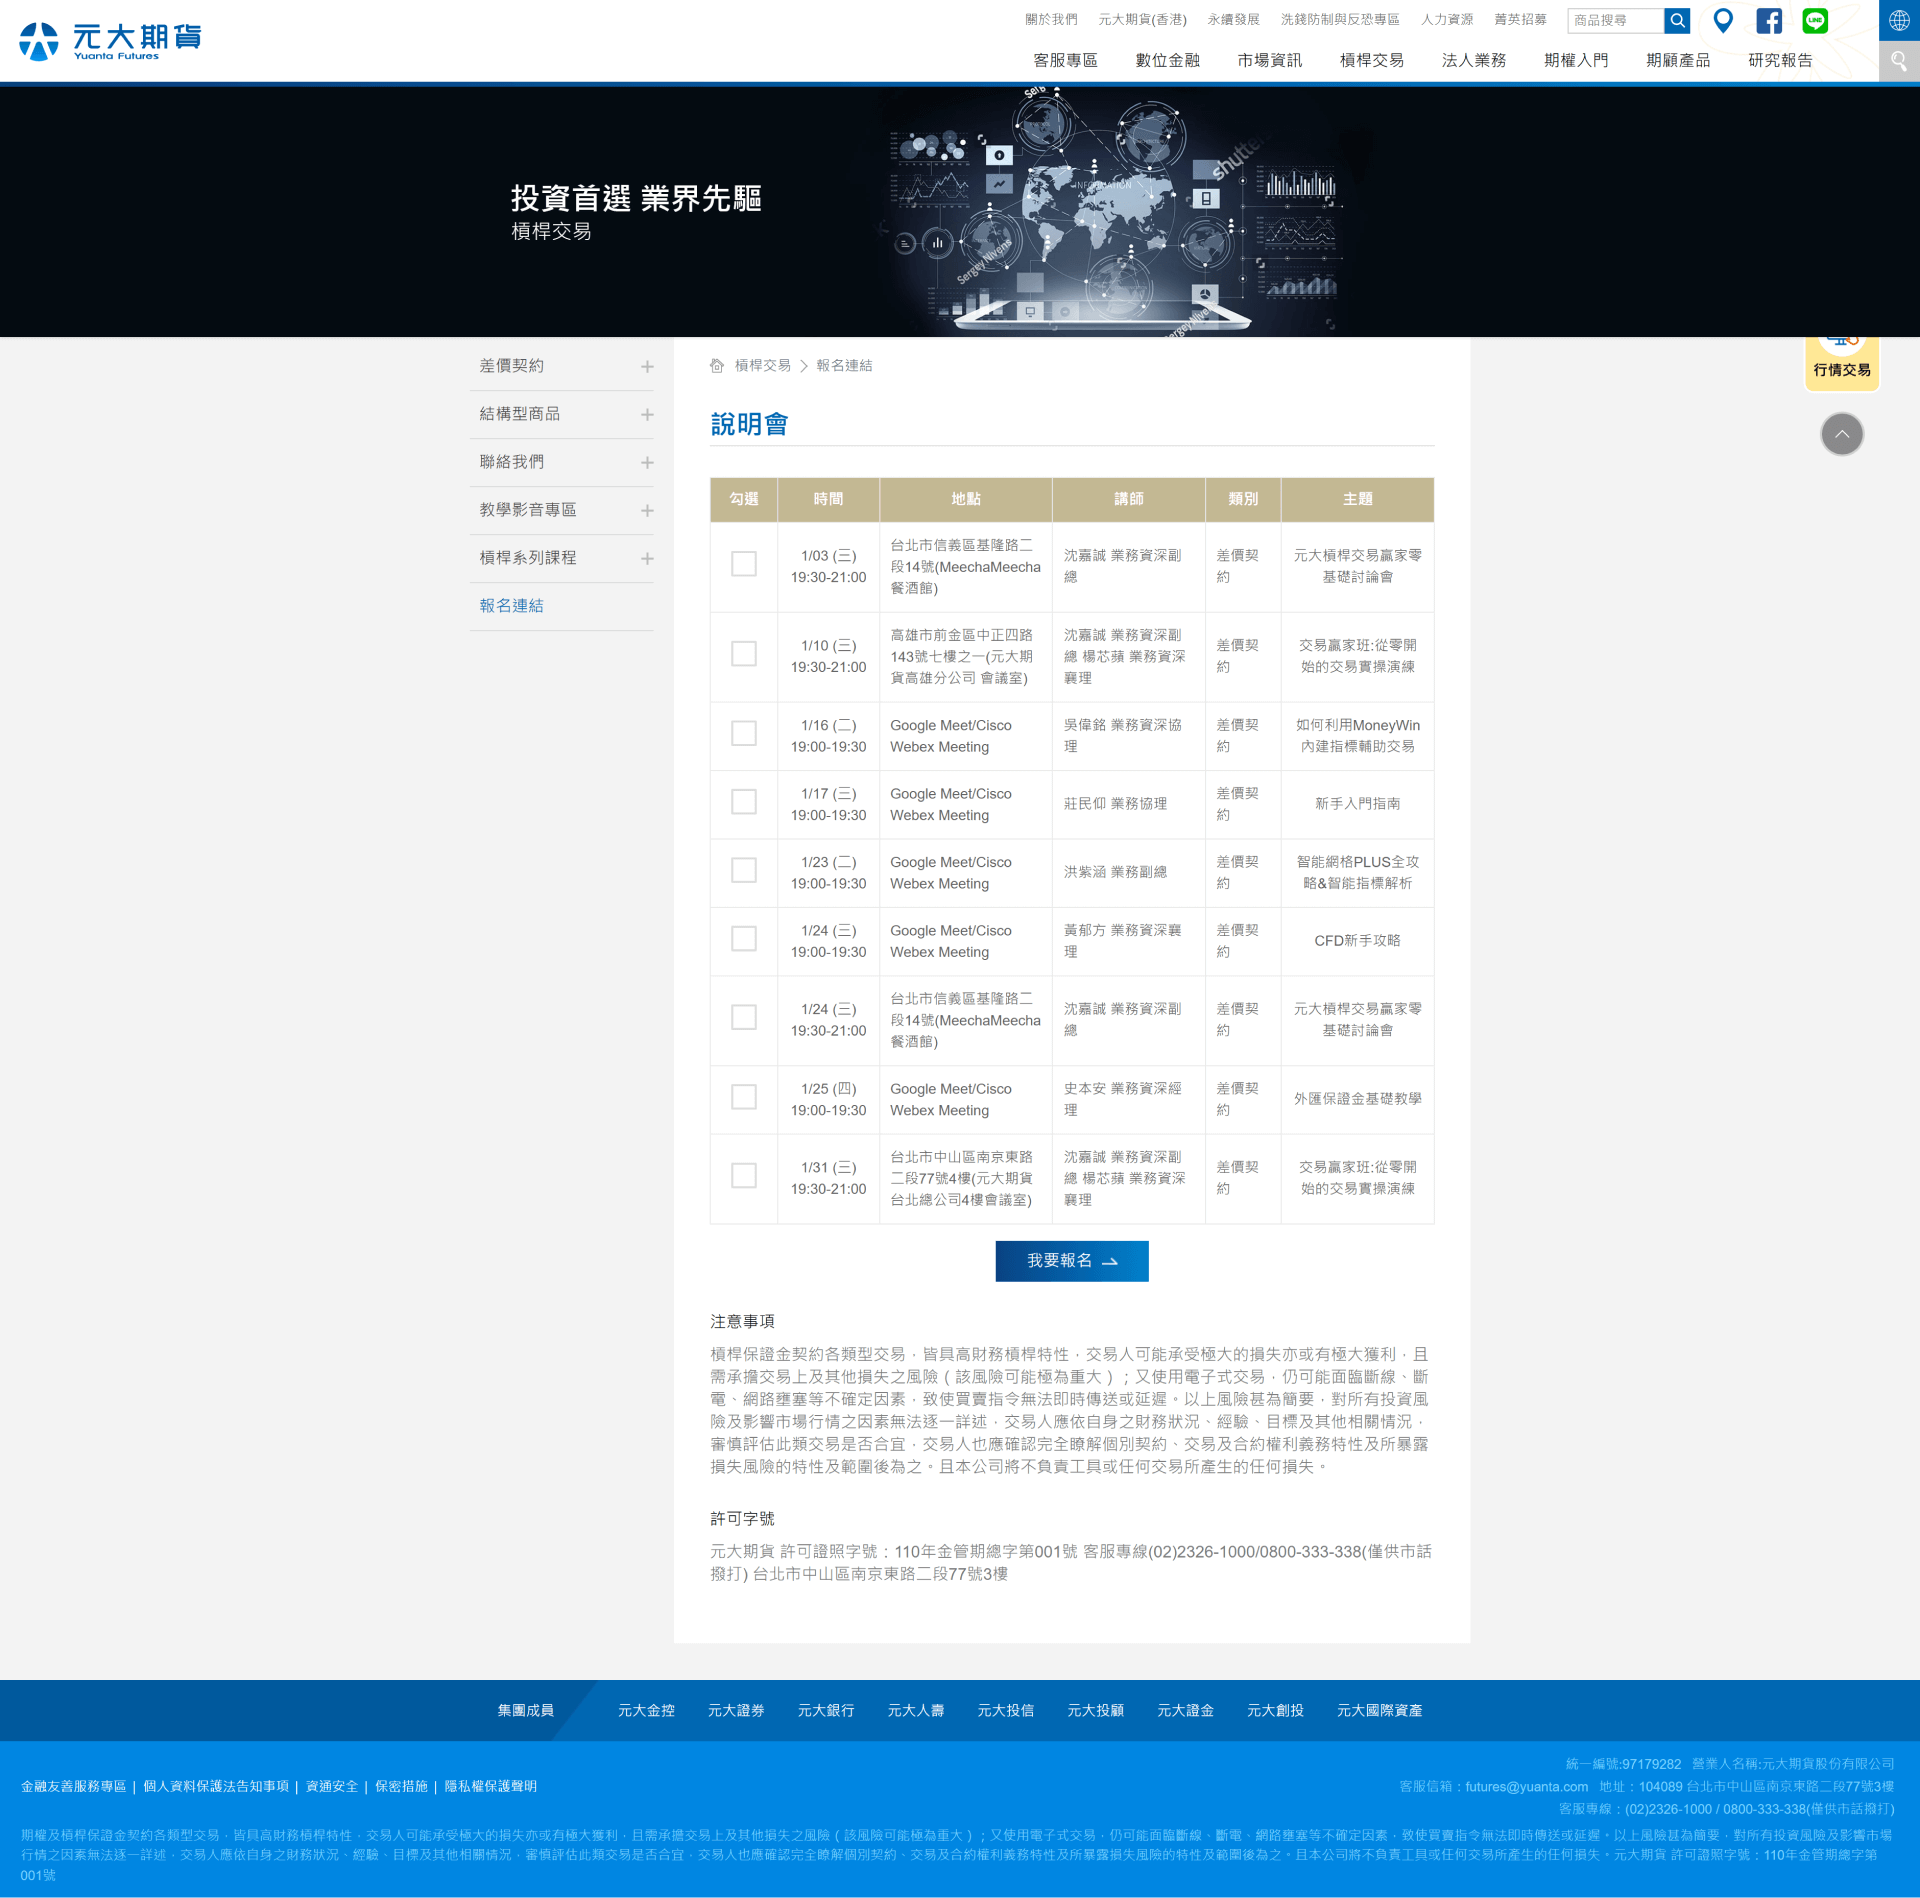 元大期貨
Yuanta Futures
關於我們 元大期貨(香港) 永續發展 洗錢防制與反恐專區 人力資源 菁英招募 商品搜尋
LINE
客服專區 數位金融 市場資訊 槓桿交易 法人業務 期權入門 期顧產品 研究報告
投資首選 業界先驅
槓桿交易
INFORMATION
Sergey Nivens
行情交易
差價契約
結構型商品
聯絡我們
教學影音專區
槓桿系列課程
報名連結
槓桿交易 報名連結
說明會
勾選 時間 地點 講師 類別 主題
1/03 (三)
19:30-21:00
台北市信義區基隆路二
段14號(MeechaMeecha
餐酒館)
沈嘉誠 業務資深副
總
差價契
約
元大槓桿交易贏家零
基礎討論會
1/10 (三)
19:30-21:00
高雄市前金區中正四路
143號七樓之一(元大期
貨高雄分公司 會議室)
沈嘉誠 業務資深副
總 楊芯蘋 業務資深
襄理
差價契
約
交易贏家班:從零開
始的交易實操演練
1/16 (二)
19:00-19:30
Google Meet/Cisco
Webex Meeting
吳偉銘 業務資深協
理
差價契
約
如何利用MoneyWin
內建指標輔助交易
1/17 (三)
19:00-19:30
Google Meet/Cisco
Webex Meeting
莊民仰 業務協理
差價契
約
新手入門指南
1/23 (二)
19:00-19:30
Google Meet/Cisco
Webex Meeting
洪紫涵 業務副總
差價契
約
智能網格PLUS全攻
略&智能指標解析
1/24 (三)
19:00-19:30
Google Meet/Cisco
Webex Meeting
黃郁方 業務資深襄
理
差價契
約
CFD新手攻略
1/24 (三)
19:30-21:00
台北市信義區基隆路二
段14號(MeechaMeecha
餐酒館)
沈嘉誠 業務資深副
總
差價契
約
元大槓桿交易贏家零
基礎討論會
1/25 (四)
19:00-19:30
Google Meet/Cisco
Webex Meeting
史本安 業務資深經
理
差價契
約
外匯保證金基礎教學
1/31 (三)
19:30-21:00
台北市中山區南京東路
二段77號4樓(元大期貨
台北總公司4樓會議室)
沈嘉誠 業務資深副
總 楊芯蘋 業務資深
襄理
差價契
約
交易贏家班:從零開
始的交易實操演練
我要報名
注意事項
槓桿保證金契約各類型交易，皆具高財務槓桿特性，交易人可能承受極大的損失亦或有極大獲利，且
需承擔交易上及其他損失之風險（該風險可能極為重大）；又使用電子式交易，仍可能面臨斷線、斷
電、網路壅塞等不確定因素，致使買賣指令無法即時傳送或延遲。以上風險甚為簡要，對所有投資風
險及影響市場行情之因素無法逐一詳述，交易人應依自身之財務狀況、經驗、目標及其他相關情況，
審慎評估此類交易是否合宜，交易人也應確認完全瞭解個別契約、交易及合約權利義務特性及所暴露
損失風險的特性及範圍後為之。且本公司將不負責工具或任何交易所產生的任何損失。
許可字號
元大期貨 許可證照字號：110年金管期總字第001號 客服專線(02)2326-1000/0800-333-338(僅供市話
撥打) 台北市中山區南京東路二段77號3樓
集團成員 元大金控 元大證券 元大銀行 元大人壽 元大投信 元大投顧 元大證金 元大創投 元大國際資產
統一編號:97179282 營業人名稱:元大期貨股份有限公司
金融友善服務專區 | 個人資料保護法告知事項 | 資通安全 | 保密措施 | 隱私權保護聲明
客服信箱：futures@yuanta.com 地址：104089 台北市中山區南京東路二段77號3樓
客服專線：(02)2326-1000 / 0800-333-338(僅供市話撥打)
期權及槓桿保證金契約各類型交易，皆具高財務槓桿特性，交易人可能承受極大的損失亦或有極大獲利，且需承擔交易上及其他損失之風險（該風險可能極為重大）；又使用電子式交易，仍可能面臨斷線、斷電、網路壅塞等不確定因素，致使買賣指令無法即時傳送或延遲。以上風險甚為簡要，對所有投資風險及影響市場
行情之因素無法逐一詳述，交易人應依自身之財務狀況、經驗、目標及其他相關情況，審慎評估此類交易是否合宜，交易人也應確認完全瞭解個別契約、交易及合約權利義務特性及所暴露損失風險的特性及範圍後為之。且本公司將不負責工具或任何交易所產生的任何損失。元大期貨 許可證照字號：110年金管期總字第
001號